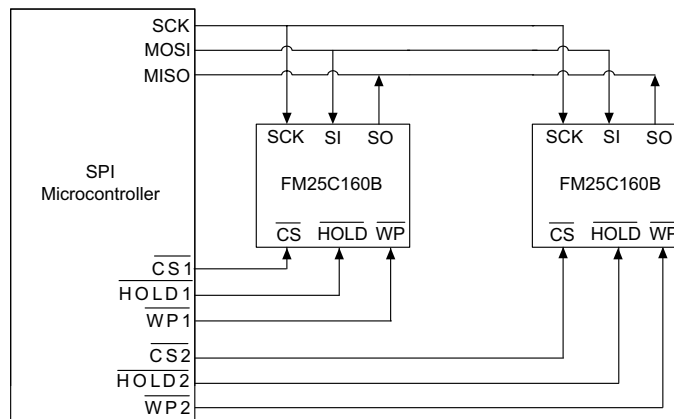 SCK
MOSI
MISO
SPI
Microcontroller
CS1
HOLD1
WP1
CS2
HOLD2
WP2
SCK SI SO
FM25C160B
CS HOLD WP
SCK SI SO
FM25C160B
CS HOLD WP